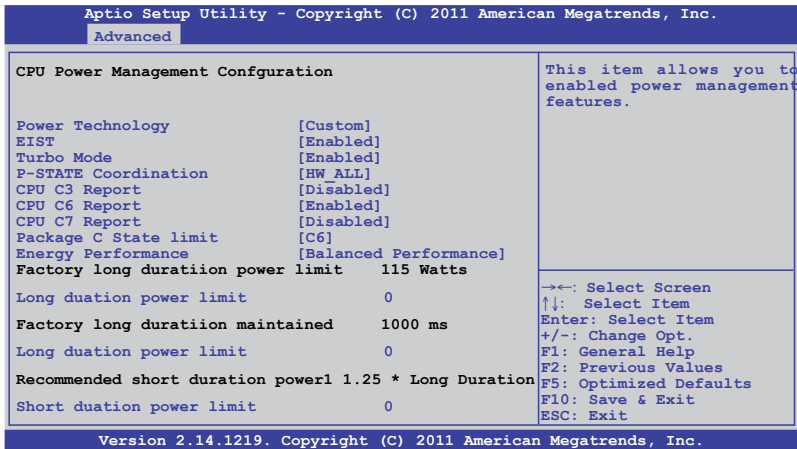 Aptio Setup Utility - Copyright (C) 2011 American Megatrends, Inc.
Advanced
CPU Power Management Confguration
Power Technology [Custom]
EIST [Enabled]
Turbo Mode [Enabled]
P-STATE Coordination [HW_ALL]
CPU C3 Report [Disabled]
CPU C6 Report [Enabled]
CPU C7 Report [Disabled]
Package C State limit [C6]
Energy Performance [Balanced Performance]
Factory long duratiion power limit 115 Watts
Long duation power limit 0
Factory long duratiion maintained 1000 ms
Long duation power limit 0
Recommended short duration power1 1.25 * Long Duration
Short duation power limit 0
This item allows you to
enabled power management
features.
→←: Select Screen
↑↓: Select Item
Enter: Select Item
+/-: Change Opt.
F1: General Help
F2: Previous Values
F5: Optimized Defaults
F10: Save & Exit
ESC: Exit
Version 2.14.1219. Copyright (C) 2011 American Megatrends, Inc.